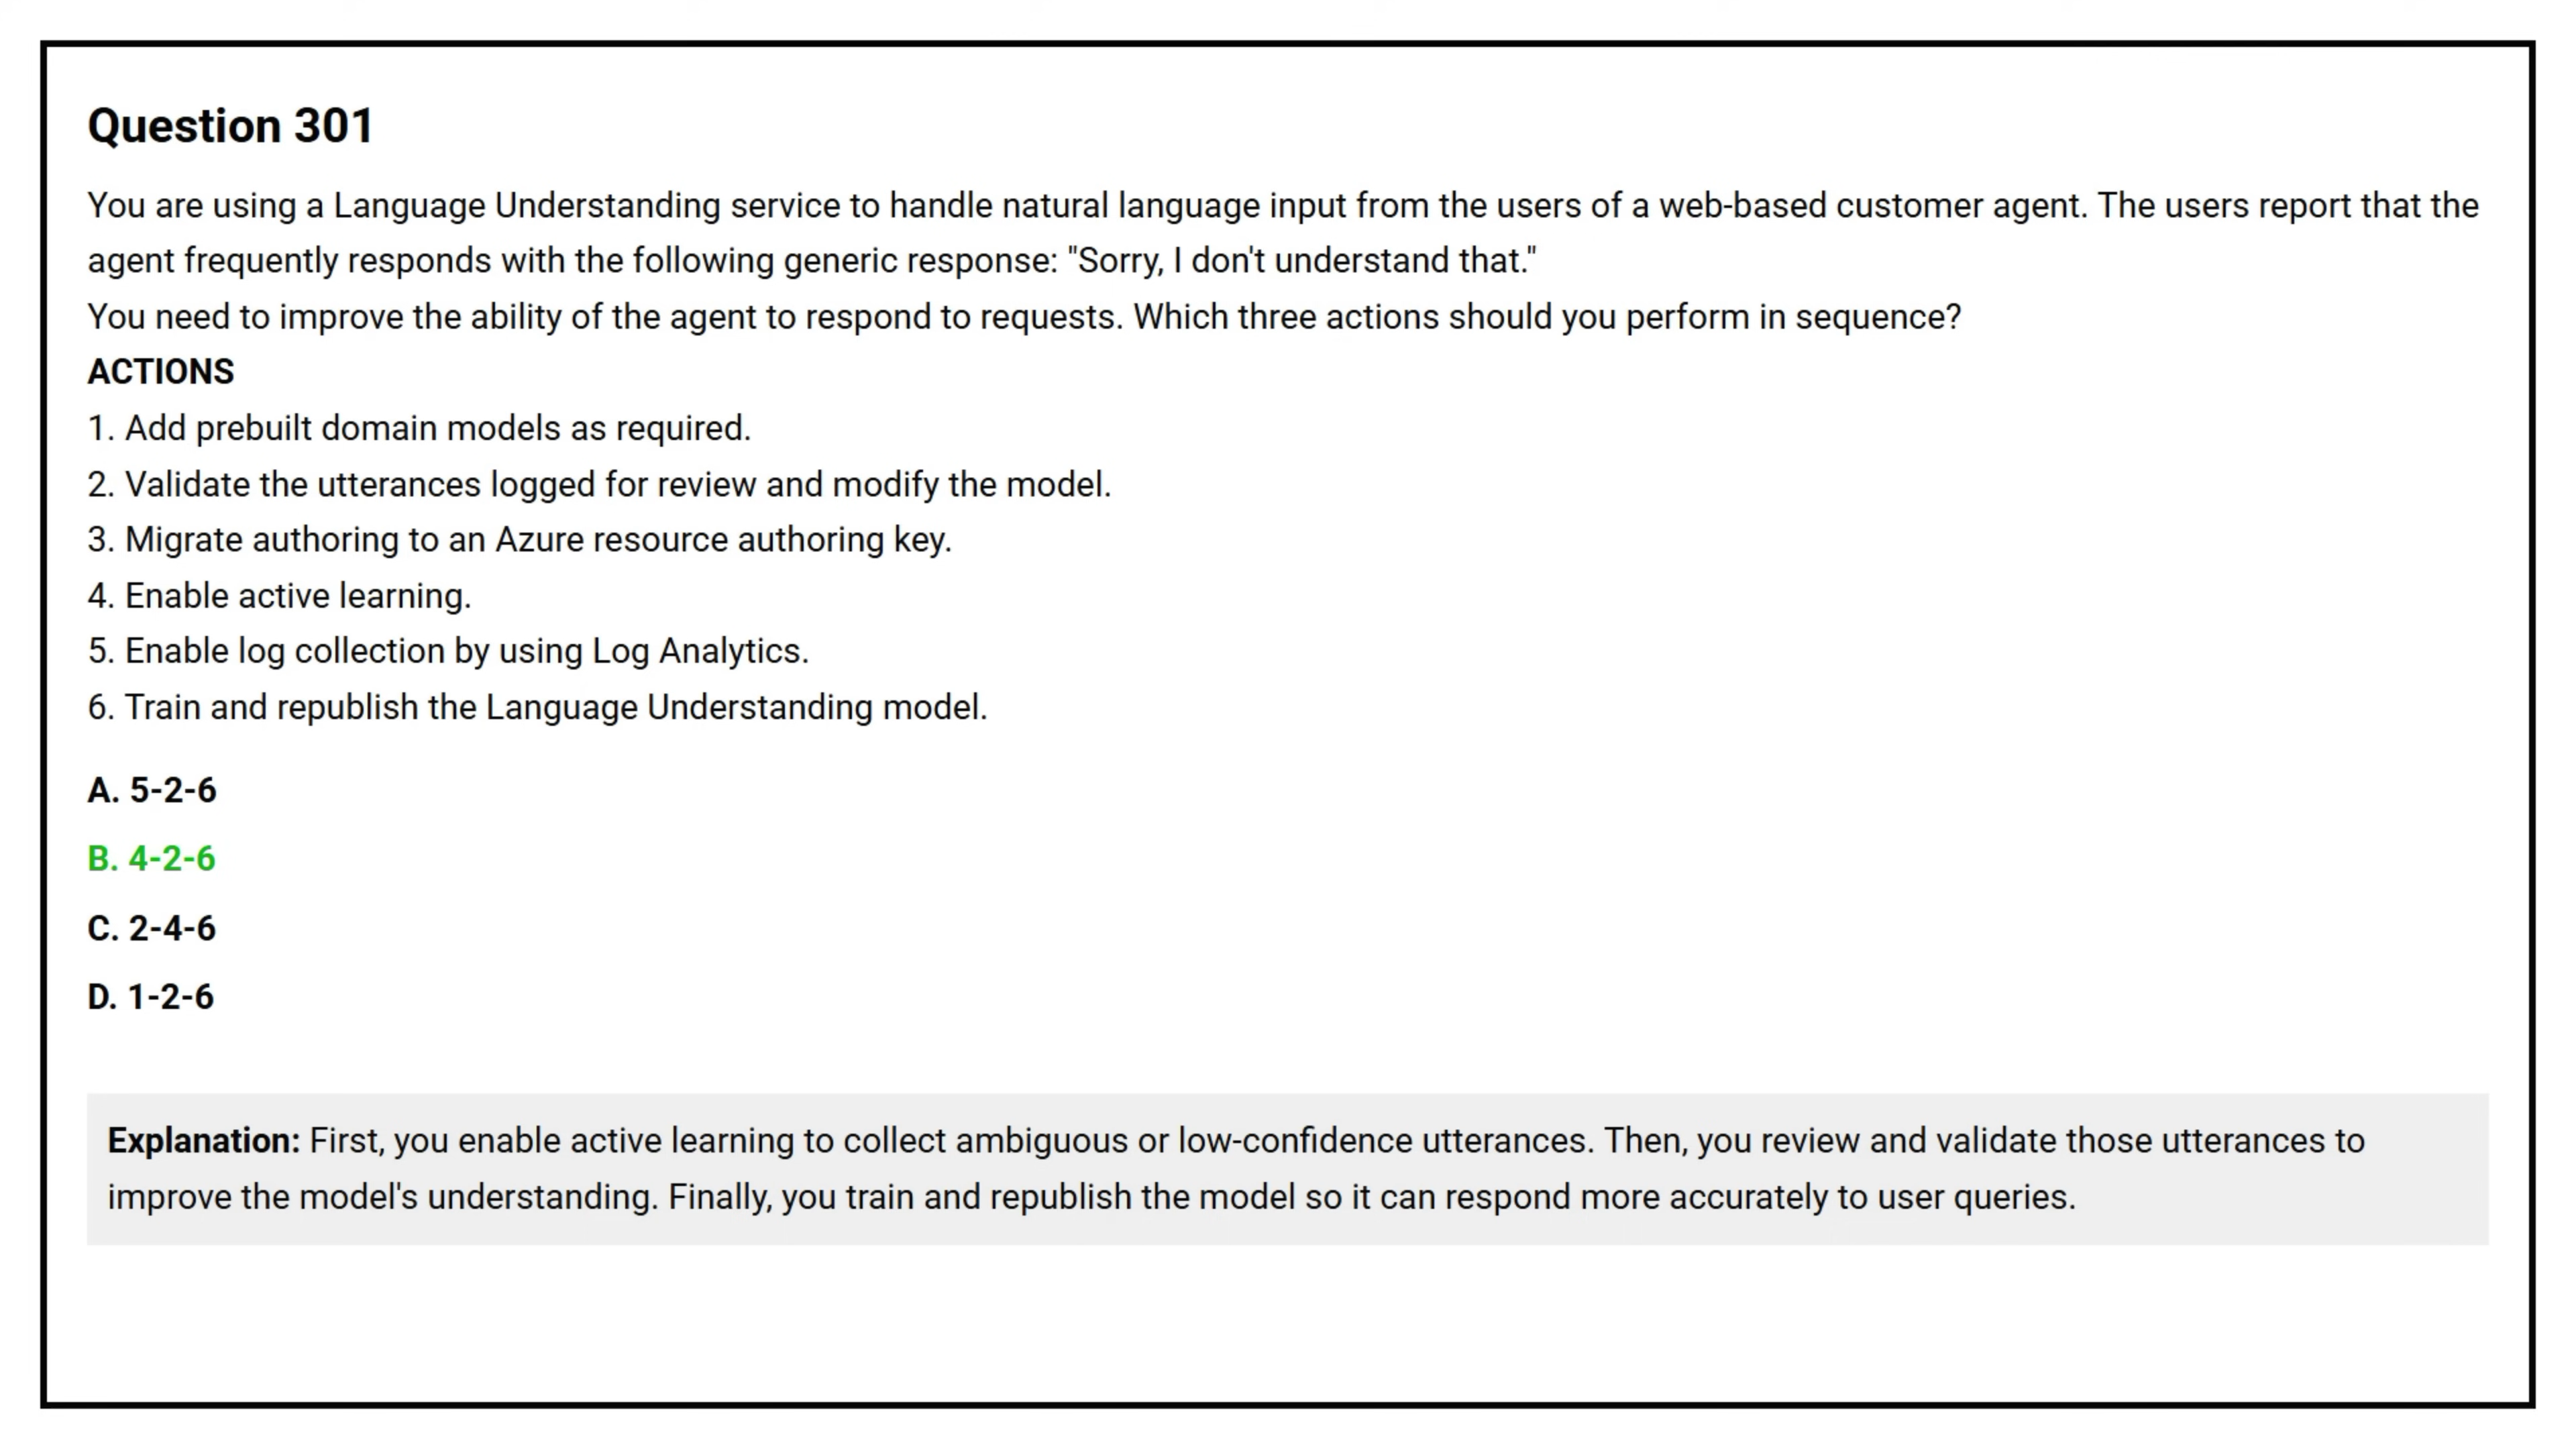 Question 301
You are using a Language Understanding service to handle natural language input from the users of a web-based customer agent. The users report that the
agent frequently responds with the following generic response: "Sorry, I don't understand that."
You need to improve the ability of the agent to respond to requests. Which three actions should you perform in sequence?
ACTIONS
1. Add prebuilt domain models as required.
2. Validate the utterances logged for review and modify the model.
3. Migrate authoring to an Azure resource authoring key.
4. Enable active learning.
5. Enable log collection by using Log Analytics.
6. Train and republish the Language Understanding model.
A. 5-2-6
B. 4-2-6
C. 2-4-6
D. 1-2-6
Explanation: First, you enable active learning to collect ambiguous or low-confidence utterances. Then, you review and validate those utterances to
improve the model's understanding. Finally, you train and republish the model so it can respond more accurately to user queries.